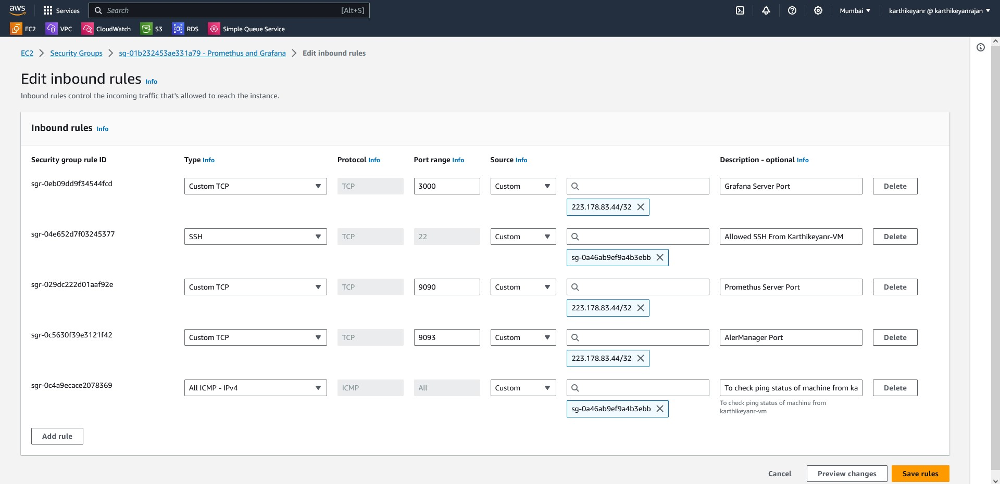 aws Services Search [Alt+S] Mumbai karthikeyanr @ karthikeyanrajan
EC2 VPC CloudWatch S3 RDS Simple Queue Service
EC2 Security Groups sg-01b232453ae331a79 - Promethus and Grafana Edit inbound rules
Edit inbound rules Info
Inbound rules control the incoming traffic that's allowed to reach the instance.
Inbound rules Info
Security group rule ID Type Info Protocol Info Port range Info Source Info Description - optional Info
sgr-0eb09dd9f34544fcd Custom TCP TCP 3000 Custom Grafana Server Port Delete
223.178.83.44/32
sgr-04e652d7f03245377 SSH TCP 22 Custom Allowed SSH From Karthikeyanr-VM Delete
sg-0a46ab9ef9a4b3ebb
sgr-029dc222d01aaf92e Custom TCP TCP 9090 Custom Promethus Server Port Delete
223.178.83.44/32
sgr-0c5630f39e3121f42 Custom TCP TCP 9093 Custom AlerManager Port Delete
223.178.83.44/32
sgr-0c4a9ecace2078369 All ICMP - IPv4 ICMP All Custom To check ping status of machine from ka Delete
sg-0a46ab9ef9a4b3ebb To check ping status of machine from
karthikeyanr-vm
Add rule
Cancel Preview changes Save rules